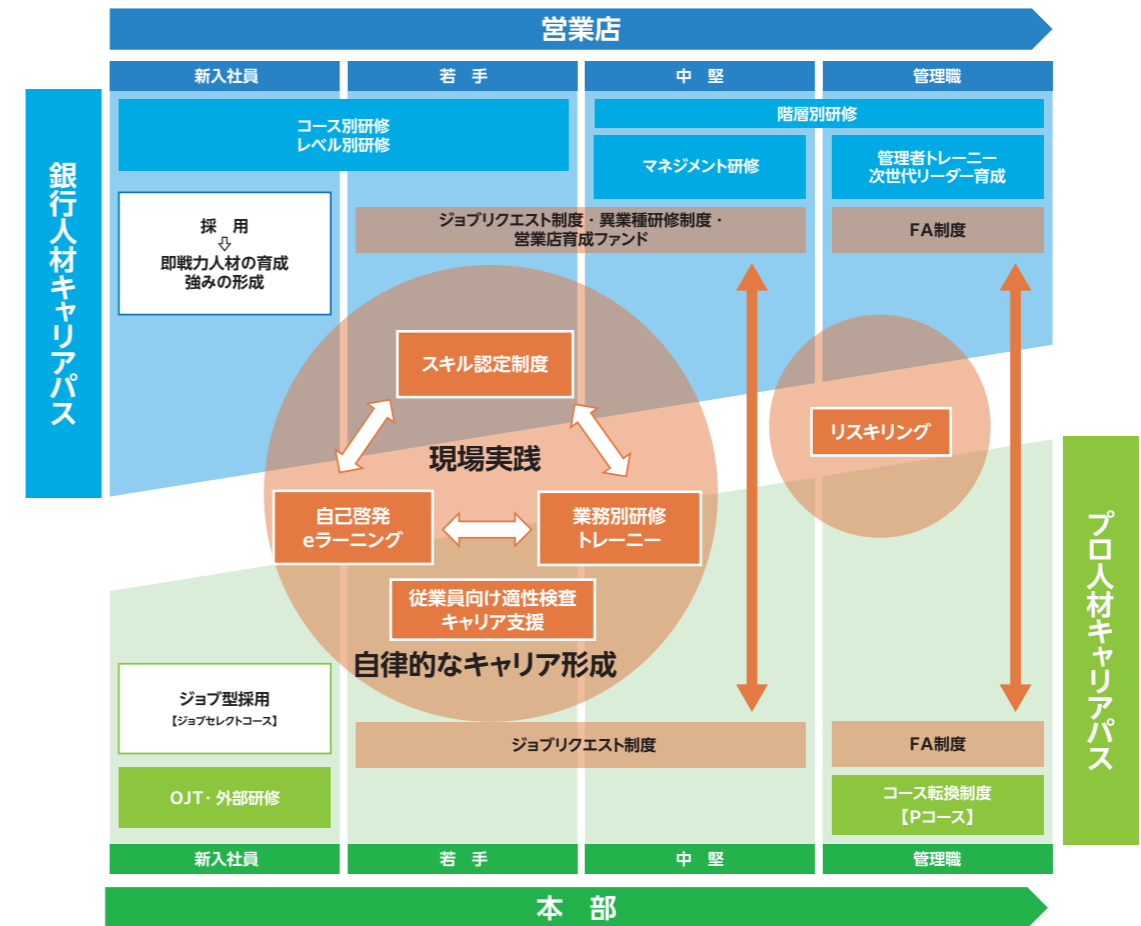 営業店
新入社員
若 手
中 堅
管理職
銀行人材キャリアパス
コース別研修
レベル別研修
階層別研修
マネジメント研修
管理者トレーニー
次世代リーダー育成
採 用
⇩
即戦力人材の育成
強みの形成
ジョブリクエスト制度・異業種研修制度・
営業店育成ファンド
FA制度
スキル認定制度
現場実践
リスキリング
自己啓発
eラーニング
業務別研修
トレーニー
従業員向け適性検査
キャリア支援
自律的なキャリア形成
プロ人材キャリアパス
ジョブ型採用
【ジョブセレクトコース】
ジョブリクエスト制度
FA制度
OJT・外部研修
コース転換制度
【Pコース】
新入社員
若 手
中 堅
管理職
本 部